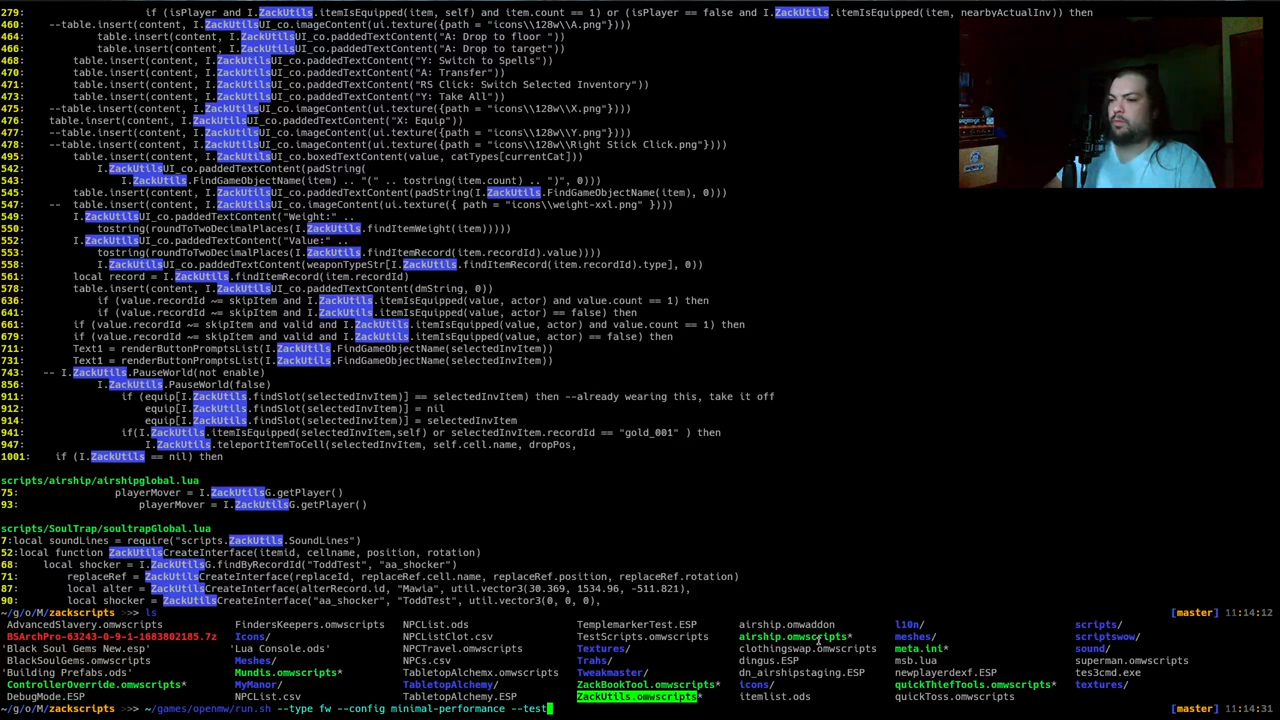 279:                     if (isPlayer and I.ZackUtils.itemIsEquipped(item, self) and item.count == 1) or (isPlayer == false and I.ZackUtils.itemIsEquipped(item, nearbyActualInv)) then
460:     --table.insert(content, I.ZackUtilsUI_co.imageContent(ui.texture({path = "icons\\128w\\A.png"})))
464:             table.insert(content, I.ZackUtilsUI_co.paddedTextContent("A: Drop to floor "))
466:             table.insert(content, I.ZackUtilsUI_co.paddedTextContent("A: Drop to target"))
468:         table.insert(content, I.ZackUtilsUI_co.paddedTextContent("Y: Switch to Spells"))
470:         table.insert(content, I.ZackUtilsUI_co.paddedTextContent("A: Transfer"))
471:         table.insert(content, I.ZackUtilsUI_co.paddedTextContent("RS Click: Switch Selected Inventory"))
473:         table.insert(content, I.ZackUtilsUI_co.paddedTextContent("Y: Take All"))
475:     --table.insert(content, I.ZackUtilsUI_co.imageContent(ui.texture({path = "icons\\128w\\X.png"})))
476:     table.insert(content, I.ZackUtilsUI_co.paddedTextContent("X: Equip"))
477:     --table.insert(content, I.ZackUtilsUI_co.imageContent(ui.texture({path = "icons\\128w\\Y.png"})))
478:     --table.insert(content, I.ZackUtilsUI_co.imageContent(ui.texture({path = "icons\\128w\\Right Stick Click.png"})))
495:         table.insert(content, I.ZackUtilsUI_co.boxedTextContent(value, catTypes[currentCat]))
542:             I.ZackUtilsUI_co.paddedTextContent(padString(
543:                 I.ZackUtils.FindGameObjectName(item) .. "(" .. tostring(item.count) .. ")", 0)))
545:         table.insert(content, I.ZackUtilsUI_co.paddedTextContent(padString(I.ZackUtils.FindGameObjectName(item), 0)))
547:     --  table.insert(content, I.ZackUtilsUI_co.imageContent(ui.texture({ path = "icons\\weight-xxl.png" })))
549:         I.ZackUtilsUI_co.paddedTextContent("Weight:" ..
550:             tostring(roundToTwoDecimalPlaces(I.ZackUtils.findItemWeight(item)))))
552:         I.ZackUtilsUI_co.paddedTextContent("Value:" ..
553:             tostring(roundToTwoDecimalPlaces(I.ZackUtils.findItemRecord(item.recordId).value))))
558:             I.ZackUtilsUI_co.paddedTextContent(weaponTypeStr[I.ZackUtils.findItemRecord(item.recordId).type], 0))
561:         local record = I.ZackUtils.findItemRecord(item.recordId)
578:         table.insert(content, I.ZackUtilsUI_co.paddedTextContent(dmString, 0))
636:             if (value.recordId ~= skipItem and I.ZackUtils.itemIsEquipped(value, actor) and value.count == 1) then
641:             if (value.recordId ~= skipItem and I.ZackUtils.itemIsEquipped(value, actor) == false) then
661:         if (value.recordId ~= skipItem and valid and I.ZackUtils.itemIsEquipped(value, actor) and value.count == 1) then
679:         if (value.recordId ~= skipItem and valid and I.ZackUtils.itemIsEquipped(value, actor) == false) then
711:         Text1 = renderButtonPromptsList(I.ZackUtils.FindGameObjectName(selectedInvItem))
731:         Text1 = renderButtonPromptsList(I.ZackUtils.FindGameObjectName(selectedInvItem))
743:    -- I.ZackUtils.PauseWorld(not enable)
856:             I.ZackUtils.PauseWorld(false)
911:                 if (equip[I.ZackUtils.findSlot(selectedInvItem)] == selectedInvItem) then --already wearing this, take it off
912:                     equip[I.ZackUtils.findSlot(selectedInvItem)] = nil
914:                     equip[I.ZackUtils.findSlot(selectedInvItem)] = selectedInvItem
941:                 if(I.ZackUtils.itemIsEquipped(selectedInvItem,self) or selectedInvItem.recordId == "gold_001" ) then
947:                     I.ZackUtils.teleportItemToCell(selectedInvItem, self.cell.name, dropPos,
1001:     if (I.ZackUtils == nil) then
scripts/airship/airshipglobal.lua
75:                playerMover = I.ZackUtilsG.getPlayer()
93:                    playerMover = I.ZackUtilsG.getPlayer()
scripts/SoulTrap/soultrapGlobal.lua
7:local soundLines = require("scripts.ZackUtils.SoundLines")
52:local function ZackUtilsCreateInterface(itemid, cellname, position, rotation)
68:    local shocker = I.ZackUtilsG.findByRecordId("ToddTest", "aa_shocker")
71:        replaceRef = ZackUtilsCreateInterface(replaceId, replaceRef.cell.name, replaceRef.position, replaceRef.rotation)
87:        local alter = ZackUtilsCreateInterface(alterRecord.id, "Mawia", util.vector3(30.369, 1534.96, -511.821),
90:        local shocker = ZackUtilsCreateInterface("aa_shocker", "ToddTest", util.vector3(0, 0, 0),
~/g/o/M/zackscripts >>> ls [master] 11:14:12
AdvancedSlavery.omwscripts FindersKeepers.omwscripts NPCList.ods TemplemarkerTest.ESP airship.omwaddon l10n/ scripts/
BSArchPro-63243-0-9-1-1683802185.7z Icons/ NPCListClot.csv TestScripts.omwscripts airship.omwscripts* meshes/ scriptswow/
'Black Soul Gems New.esp' 'Lua Console.ods' NPCTravel.omwscripts Textures/ clothingswap.omwscripts meta.ini* sound/
BlackSoulGems.omwscripts Meshes/ NPCs.csv Trahs/ dingus.ESP msb.lua superman.omwscripts
'Building Prefabs.ods' Mundis.omwscripts* TabletopAlchemx.omwscripts Tweakmaster/ dn_airshipstaging.ESP newplayerdexf.ESP tes3cmd.exe
ControllerOverride.omwscripts* MyManor/ TabletopAlchemy/ ZackBookTool.omwscripts* icons/ quickThiefTools.omwscripts* textures/
DebugMode.ESP NPCList.csv TabletopAlchemy.ESP ZackUtils.omwscripts* itemlist.ods quickToss.omwscripts
~/g/o/M/zackscripts >>> ~/games/openmw/run.sh --type fw --config minimal-performance --test [master] 11:14:31